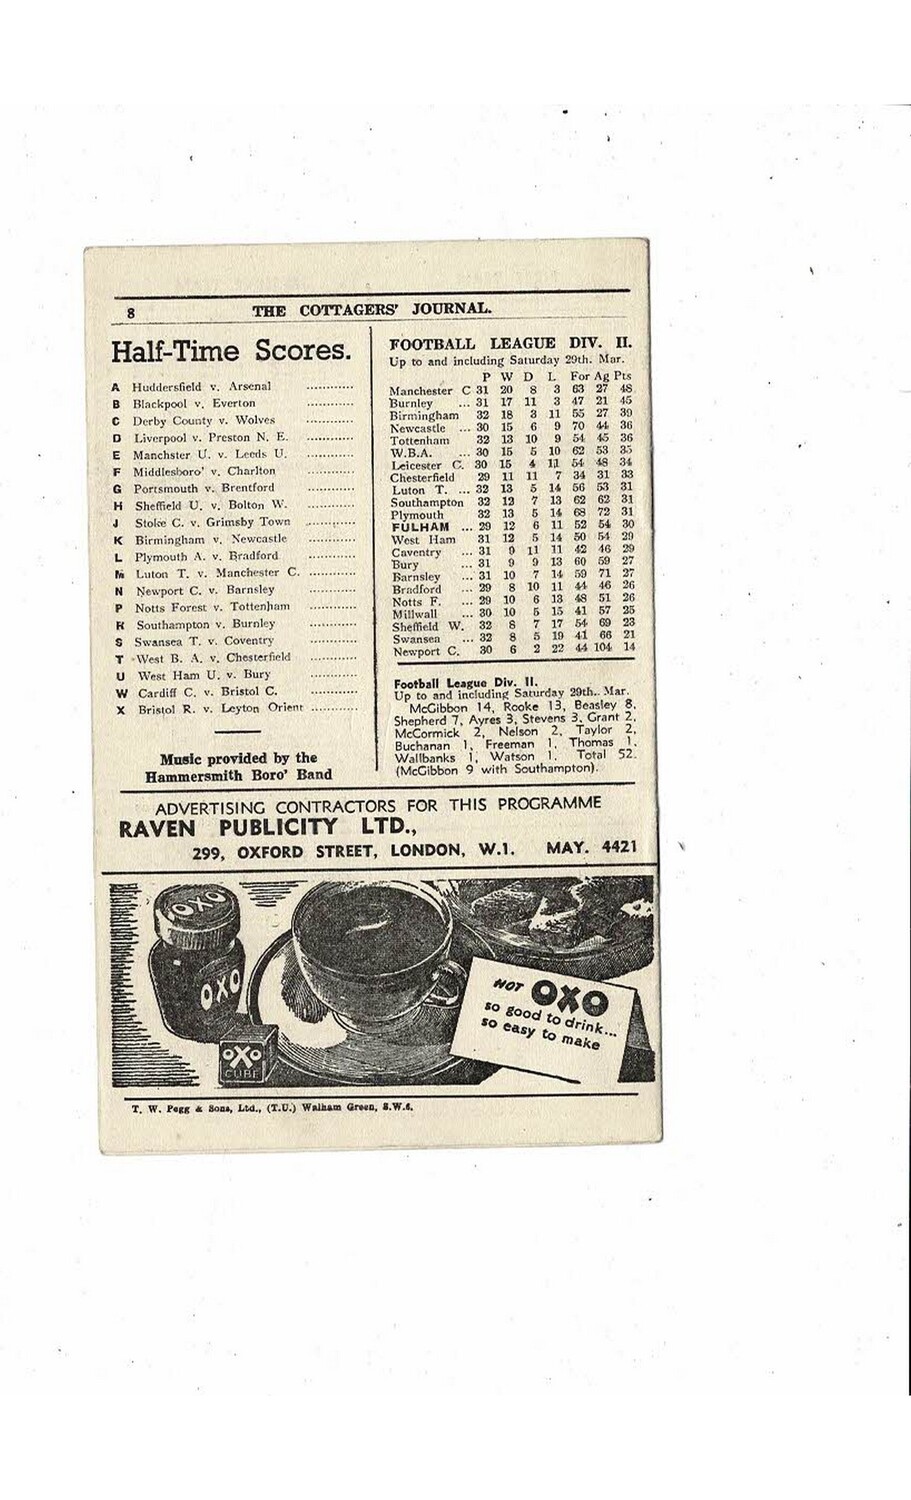 8 THE COTTAGERS' JOURNAL.
Half-Time Scores.
A Huddersfield v. Arsenal ............
B Blackpool v. Everton ............
C Derby County v. Wolves ............
D Liverpool v. Preston N. E. ............
E Manchster U. v. Leeds U. ............
F Middlesboro' v. Charlton ............
G Portsmouth v. Brentford ............
H Sheffield U. v. Bolton W. ............
J Stoke C. v. Grimsby Town ............
K Birmingham v. Newcastle ............
L Plymouth A. v. Bradford ............
M Luton T. v. Manchester C. ............
N Newport C. v. Barnsley ............
P Notts Forest v. Tottenham ............
R Southampton v. Burnley ............
S Swansea T. v. Coventry ............
T West B. A. v. Chesterfield ............
U West Ham U. v. Bury ............
W Cardiff C. v. Bristol C. ............
X Bristol R. v. Leyton Orient ............
Music provided by the
Hammersmith Boro' Band
FOOTBALL LEAGUE DIV. II.
Up to and including Saturday 29th. Mar.
P W D L For Ag Pts
Manchester C 31 20 8 3 63 27 48
Burnley ... 31 17 11 3 47 21 45
Birmingham 32 18 3 11 55 27 39
Newcastle ... 30 15 6 9 70 44 36
Tottenham 32 13 10 9 54 45 36
W.B.A. ... 30 15 5 10 62 53 35
Leicester C. 30 15 4 11 54 48 34
Chesterfield 29 11 11 7 34 31 33
Luton T. ... 32 13 5 14 56 53 31
Southampton 32 12 7 13 62 62 31
Plymouth 32 13 5 14 68 72 31
FULHAM ... 29 12 6 11 52 54 30
West Ham 31 12 5 14 50 54 29
Caventry ... 31 9 11 11 42 46 29
Bury ... 31 9 9 13 60 59 27
Barnsley ... 31 10 7 14 59 71 27
Bradford ... 29 8 10 11 44 46 26
Notts F. ... 29 10 6 13 48 51 26
Millwall ... 30 10 5 15 41 57 25
Sheffield W. 32 8 7 17 54 69 23
Swansea ... 32 8 5 19 41 66 21
Newport C. 30 6 2 22 44 104 14
Football League Div. II.
Up to and including Saturday 29th.. Mar.
McGibbon 14, Rooke 13, Beasley 8,
Shepherd 7, Ayres 3, Stevens 3, Grant 2,
McCormick 2, Nelson 2, Taylor 2,
Buchanan 1, Freeman 1, Thomas 1,
Wallbanks 1, Watson 1. Total 52.
(McGibbon 9 with Southampton).
ADVERTISING CONTRACTORS FOR THIS PROGRAMME
RAVEN PUBLICITY LTD.,
299, OXFORD STREET, LONDON, W.1. MAY. 4421
OXO
OXO
OXO
CUBE
HOT OXO
so good to drink...
so easy to make
T. W. Pegg & Sons, Ltd., (T.U.) Walham Green, S.W.6.